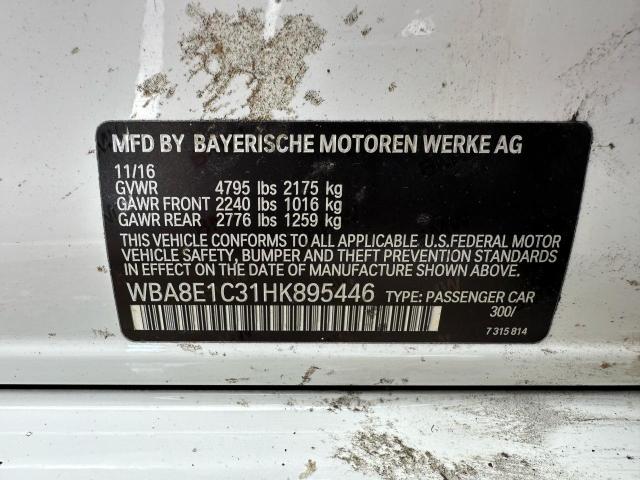 MFD BY BAYERISCHE MOTOREN WERKE AG
11/16
GVWR 4795 lbs 2175 kg
GAWR FRONT 2240 lbs 1016 kg
GAWR REAR 2776 lbs 1259 kg
THIS VEHICLE CONFORMS TO ALL APPLICABLE U.S.FEDERAL MOTOR
VEHICLE SAFETY, BUMPER AND THEFT PREVENTION STANDARDS
IN EFFECT ON THE DATE OF MANUFACTURE SHOWN ABOVE.
WBA8E1C31HK895446 TYPE: PASSENGER CAR
300/
7 315 814